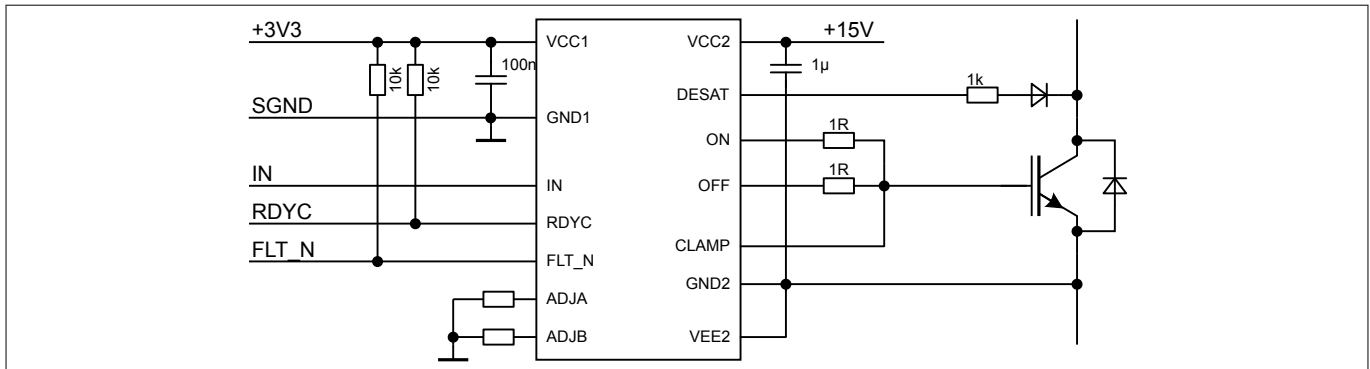 +3V3
VCC1
VCC2
+15V
10k
10k
100n
1µ
1k
DESAT
SGND
GND1
ON
1R
IN
IN
OFF
1R
RDYC
RDYC
CLAMP
FLT_N
FLT_N
GND2
ADJA
ADJB
VEE2